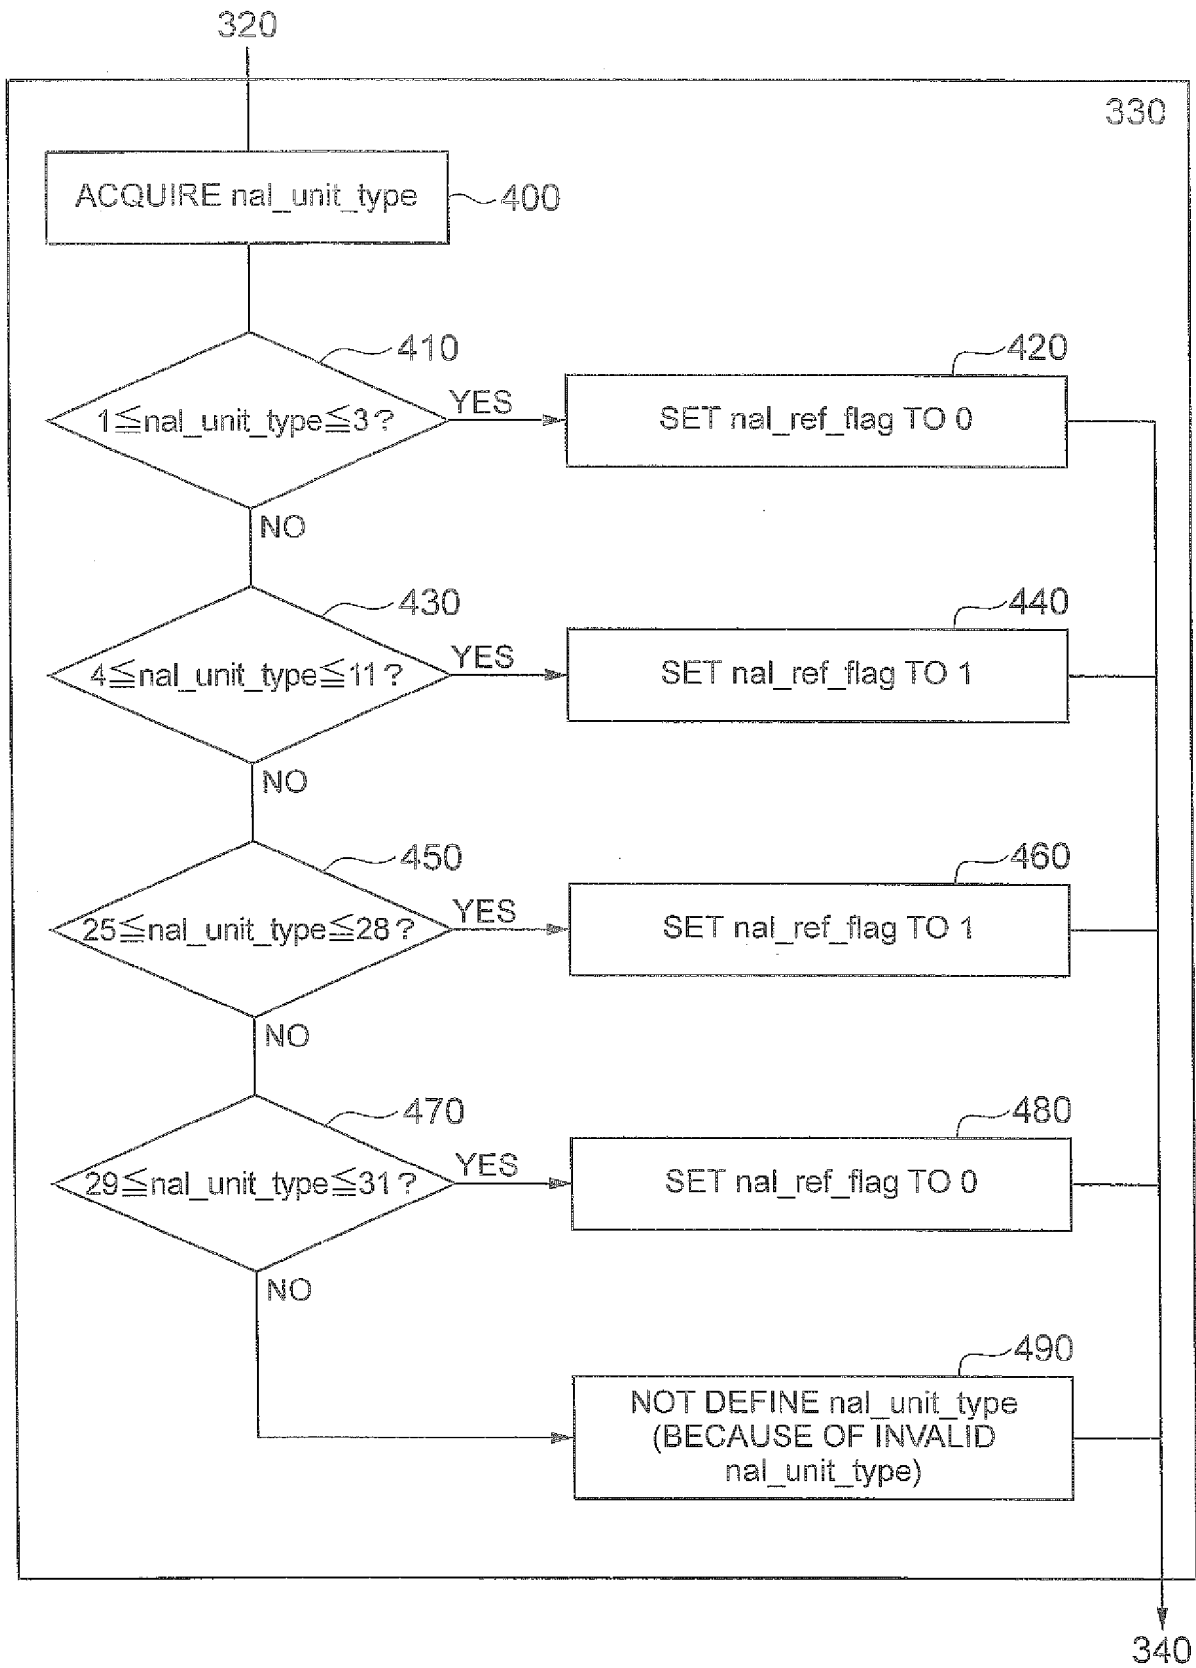 320
330
ACQUIRE nal_unit_type
400
410
1≦nal_unit_type≦3?
YES
420
SET nal_ref_flag TO 0
NO
430
4≦nal_unit_type≦11?
YES
440
SET nal_ref_flag TO 1
NO
450
25≦nal_unit_type≦28?
YES
460
SET nal_ref_flag TO 1
NO
470
29≦nal_unit_type≦31?
YES
480
SET nal_ref_flag TO 0
NO
490
NOT DEFINE nal_unit_type
(BECAUSE OF INVALID
nal_unit_type)
340